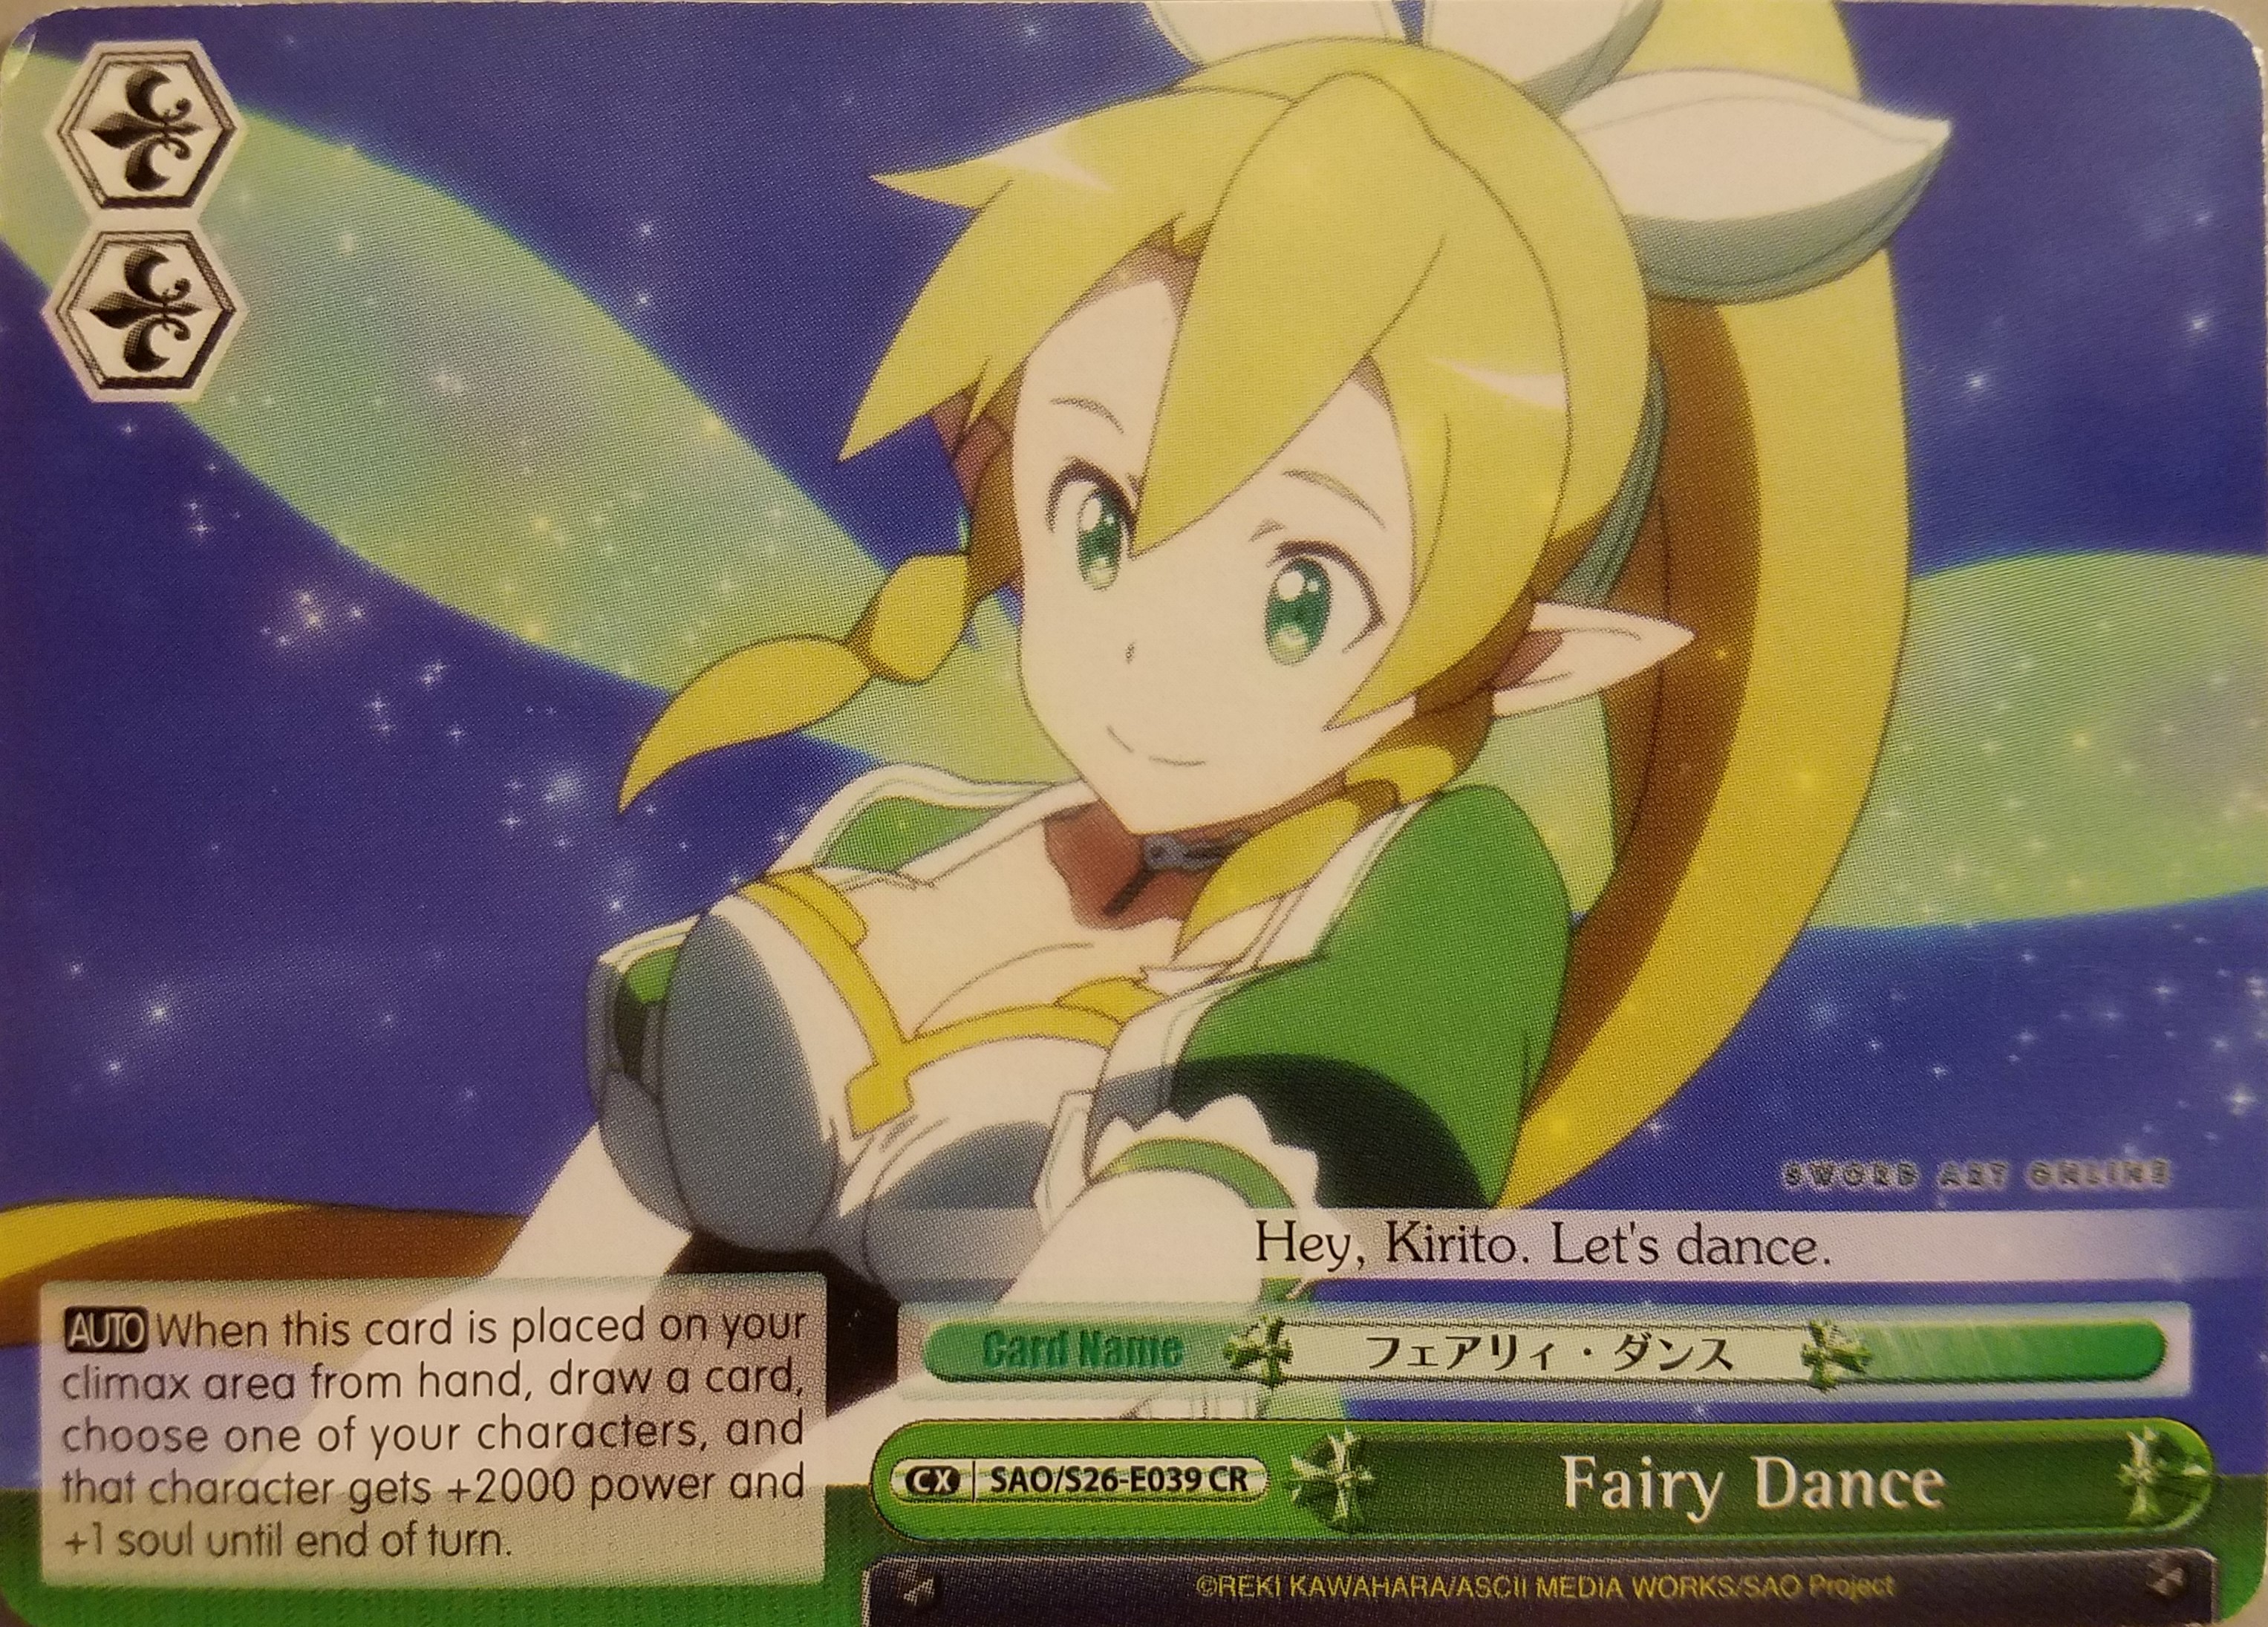 SWORD ART ONLINE
Hey, Kirito. Let's dance.
AUTO When this card is placed on your
climax area from hand, draw a card,
choose one of your characters, and
that character gets +2000 power and
+1 soul until end of turn.
Card Name フェアリィ・ダンス
CX SAO/S26-E039 CR Fairy Dance
©REKI KAWAHARA/ASCII MEDIA WORKS/SAO Project